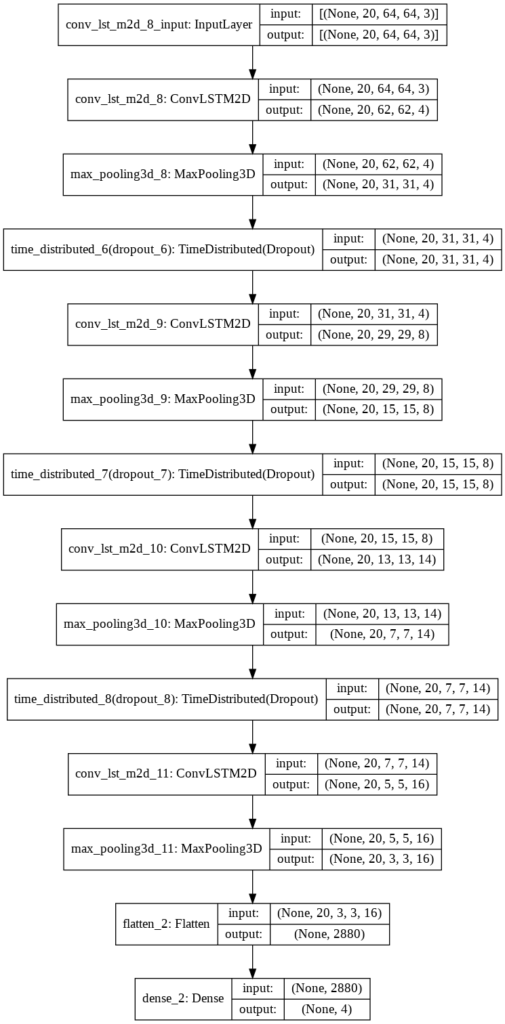 conv_lst_m2d_8_input: InputLayer
input: [(None, 20, 64, 64, 3)]
output: [(None, 20, 64, 64, 3)]
conv_lst_m2d_8: ConvLSTM2D
input: (None, 20, 64, 64, 3)
output: (None, 20, 62, 62, 4)
max_pooling3d_8: MaxPooling3D
input: (None, 20, 62, 62, 4)
output: (None, 20, 31, 31, 4)
time_distributed_6(dropout_6): TimeDistributed(Dropout)
input: (None, 20, 31, 31, 4)
output: (None, 20, 31, 31, 4)
conv_lst_m2d_9: ConvLSTM2D
input: (None, 20, 31, 31, 4)
output: (None, 20, 29, 29, 8)
max_pooling3d_9: MaxPooling3D
input: (None, 20, 29, 29, 8)
output: (None, 20, 15, 15, 8)
time_distributed_7(dropout_7): TimeDistributed(Dropout)
input: (None, 20, 15, 15, 8)
output: (None, 20, 15, 15, 8)
conv_lst_m2d_10: ConvLSTM2D
input: (None, 20, 15, 15, 8)
output: (None, 20, 13, 13, 14)
max_pooling3d_10: MaxPooling3D
input: (None, 20, 13, 13, 14)
output: (None, 20, 7, 7, 14)
time_distributed_8(dropout_8): TimeDistributed(Dropout)
input: (None, 20, 7, 7, 14)
output: (None, 20, 7, 7, 14)
conv_lst_m2d_11: ConvLSTM2D
input: (None, 20, 7, 7, 14)
output: (None, 20, 5, 5, 16)
max_pooling3d_11: MaxPooling3D
input: (None, 20, 5, 5, 16)
output: (None, 20, 3, 3, 16)
flatten_2: Flatten
input: (None, 20, 3, 3, 16)
output: (None, 2880)
dense_2: Dense
input: (None, 2880)
output: (None, 4)